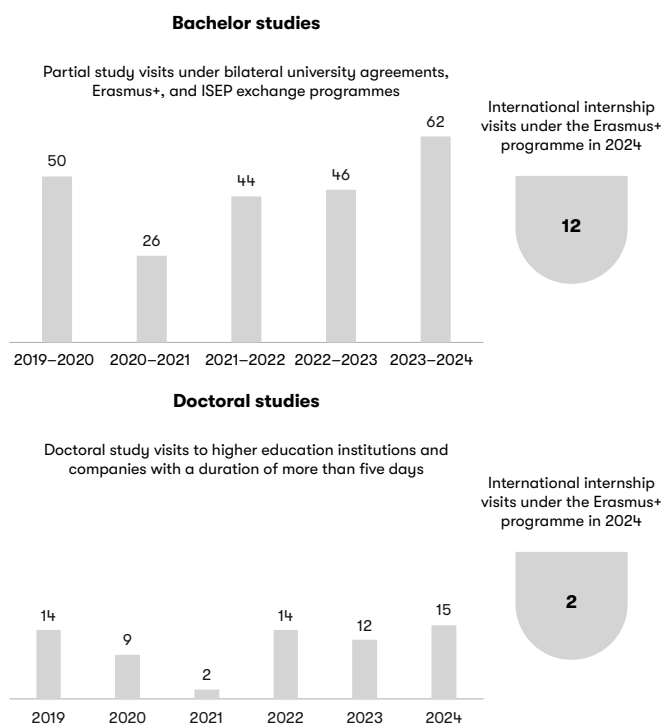 Bachelor studies
Partial study visits under bilateral university agreements,
Erasmus+, and ISEP exchange programmes
50
26
44
46
62
2019–2020
2020–2021
2021–2022
2022–2023
2023–2024
International internship
visits under the Erasmus+
programme in 2024
12
Doctoral studies
Doctoral study visits to higher education institutions and
companies with a duration of more than five days
14
9
2
14
12
15
2019
2020
2021
2022
2023
2024
International internship
visits under the Erasmus+
programme in 2024
2